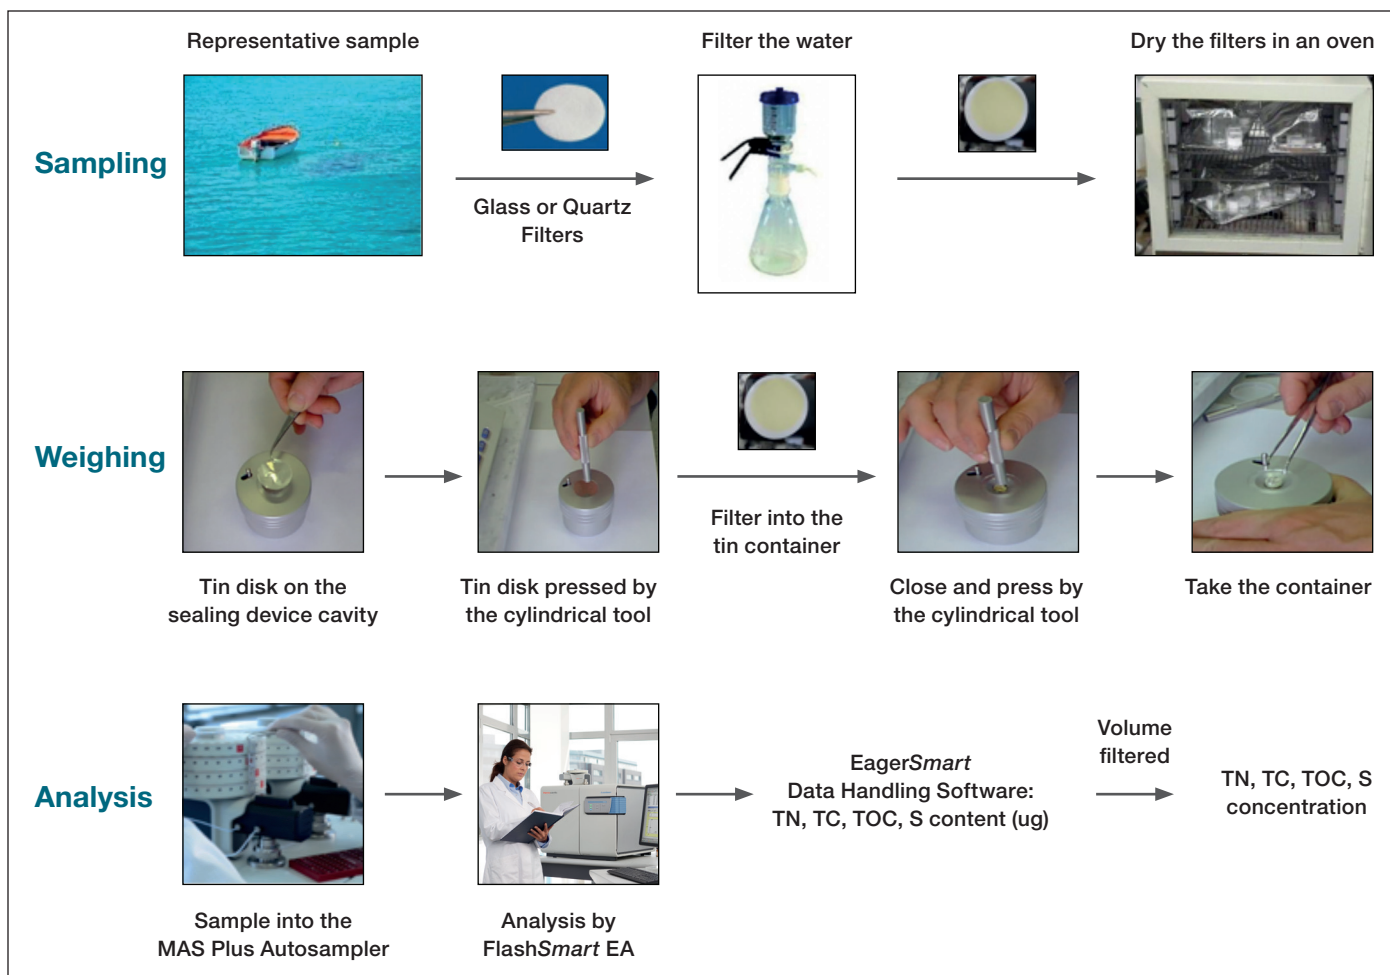 Representative sample
Filter the water
Dry the filters in an oven
Sampling
Glass or Quartz
Filters
Weighing
Filter into the
tin container
Tin disk on the
sealing device cavity
Tin disk pressed by
the cylindrical tool
Close and press by
the cylindrical tool
Take the container
Analysis
EagerSmart
Data Handling Software:
TN, TC, TOC, S content (ug)
Volume
filtered
TN, TC, TOC, S
concentration
Sample into the
MAS Plus Autosampler
Analysis by
FlashSmart EA